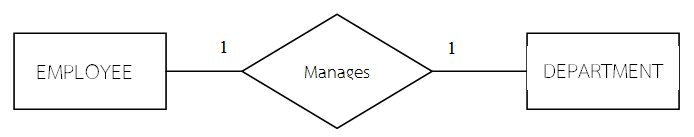 1 1
EMPLOYEE Manages DEPARTMENT